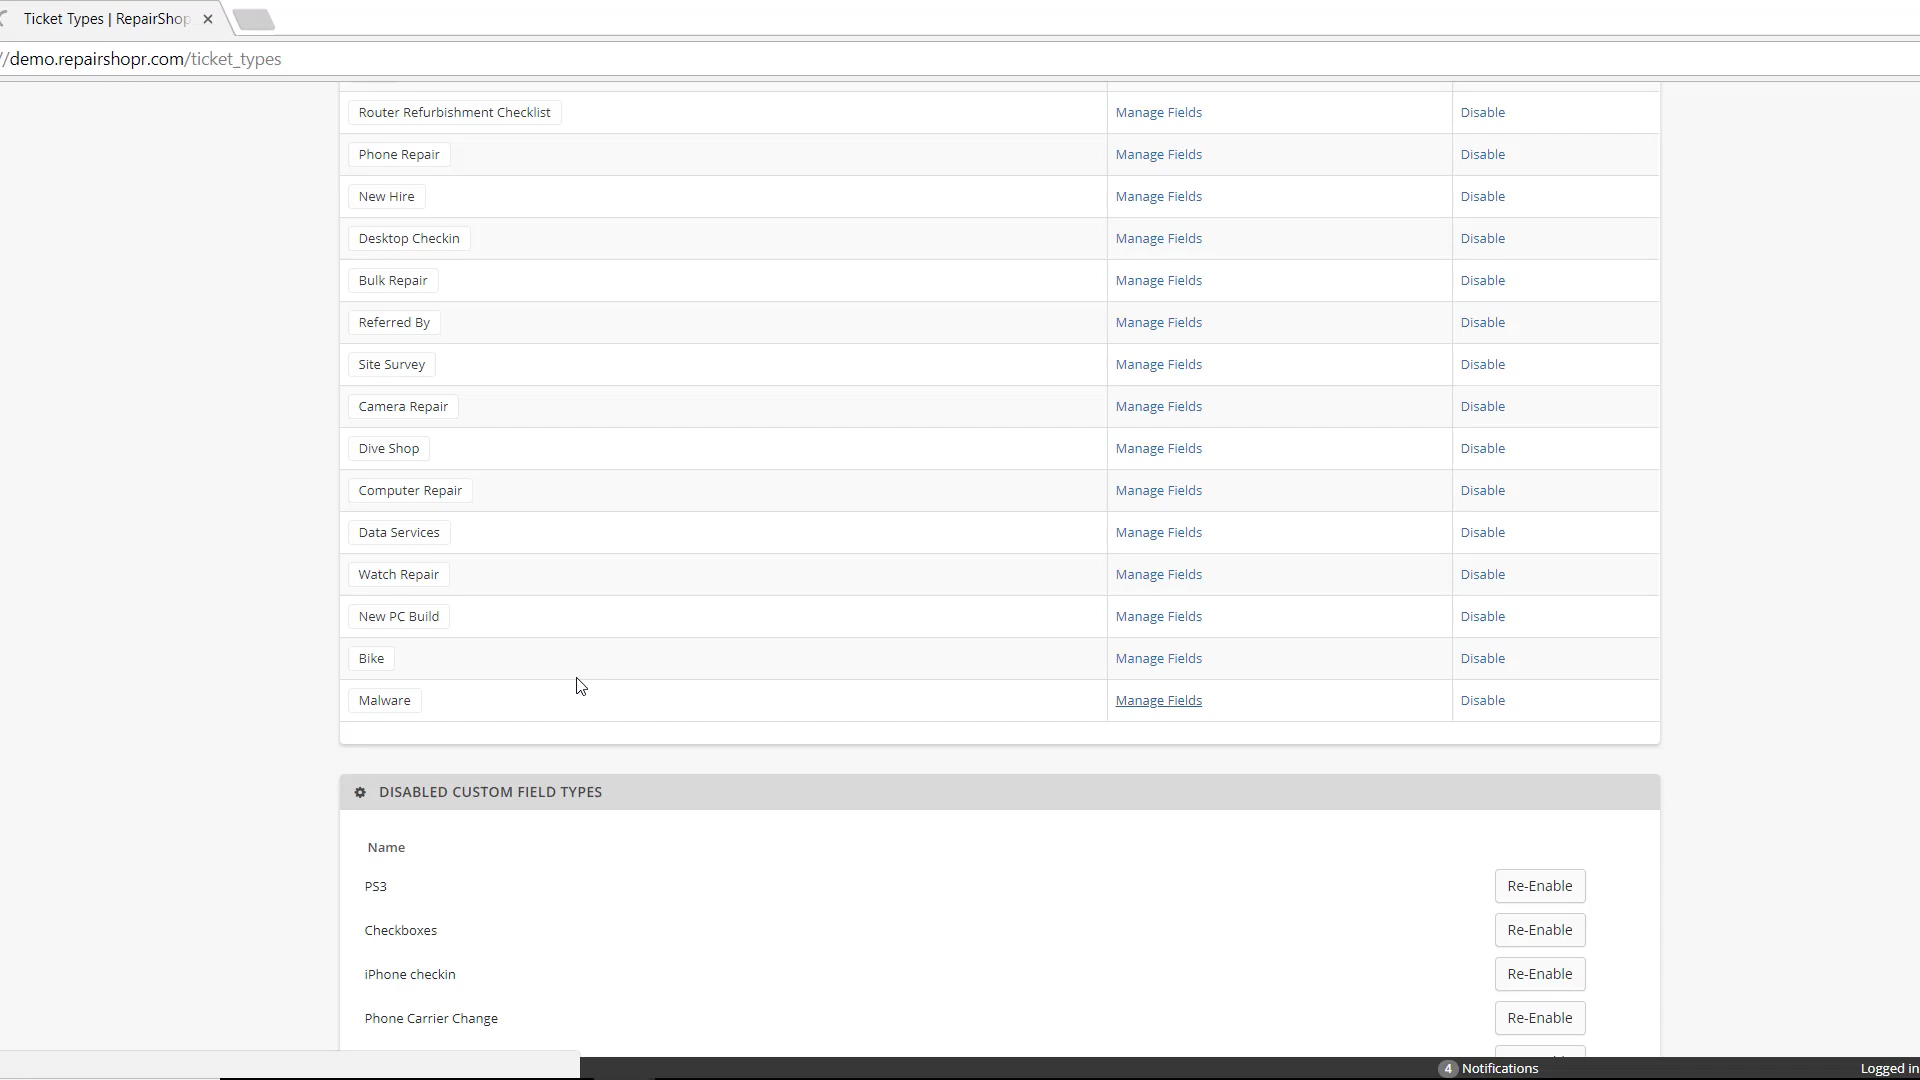 Ticket Types | RepairShop
//demo.repairshopr.com/ticket_types
Router Refurbishment Checklist Manage Fields Disable
Phone Repair Manage Fields Disable
New Hire Manage Fields Disable
Desktop Checkin Manage Fields Disable
Bulk Repair Manage Fields Disable
Referred By Manage Fields Disable
Site Survey Manage Fields Disable
Camera Repair Manage Fields Disable
Dive Shop Manage Fields Disable
Computer Repair Manage Fields Disable
Data Services Manage Fields Disable
Watch Repair Manage Fields Disable
New PC Build Manage Fields Disable
Bike Manage Fields Disable
Malware Manage Fields Disable
DISABLED CUSTOM FIELD TYPES
Name
PS3 Re-Enable
Checkboxes Re-Enable
iPhone checkin Re-Enable
Phone Carrier Change Re-Enable
4 Notifications Logged in